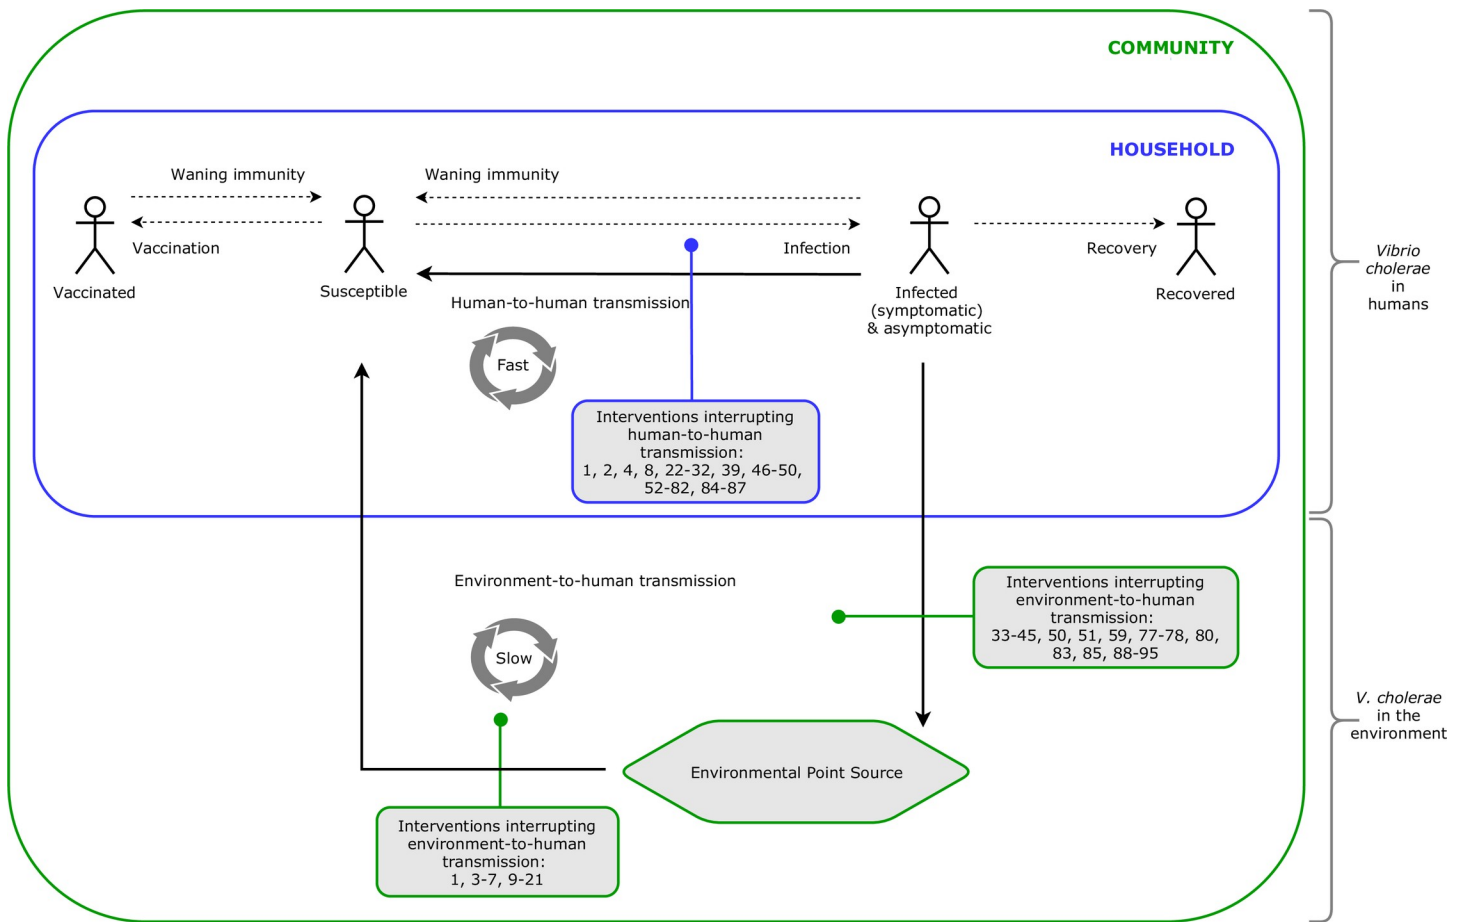 COMMUNITY
HOUSEHOLD
Waning immunity
Waning immunity
Vaccination
Infection
Recovery
Vaccinated
Susceptible
Infected
(symptomatic)
& asymptomatic
Recovered
Human-to-human transmission
Fast
Interventions interrupting
human-to-human
transmission:
1, 2, 4, 8, 22-32, 39, 46-50,
52-82, 84-87
Vibrio
cholerae
in
humans
Environment-to-human transmission
Slow
Interventions interrupting
environment-to-human
transmission:
33-45, 50, 51, 59, 77-78, 80,
83, 85, 88-95
V. cholerae
in the
environment
Environmental Point Source
Interventions interrupting
environment-to-human
transmission:
1, 3-7, 9-21